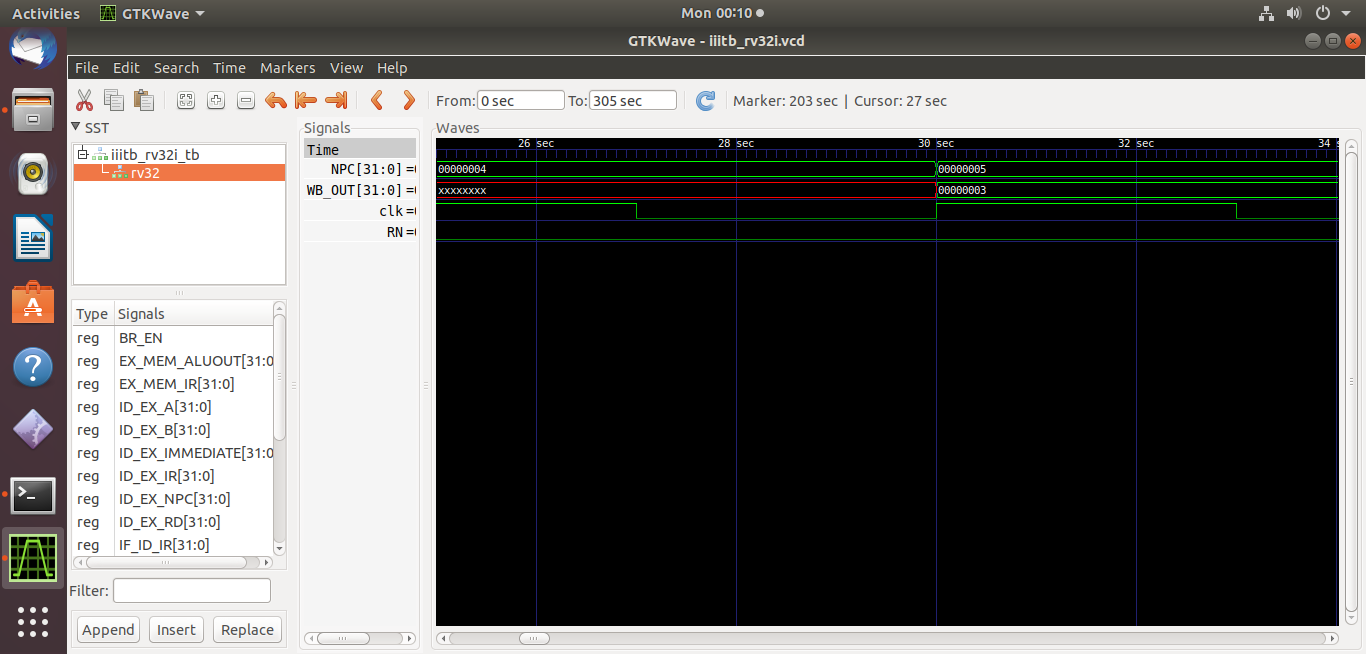 Activities GTKWave Mon 00:10
GTKWave - iiitb_rv32i.vcd
File Edit Search Time Markers View Help
From: 0 sec To: 305 sec Marker: 203 sec | Cursor: 27 sec
SST
iiitb_rv32i_tb
rv32
Type Signals
reg BR_EN
reg EX_MEM_ALUOUT[31:0
reg EX_MEM_IR[31:0]
reg ID_EX_A[31:0]
reg ID_EX_B[31:0]
reg ID_EX_IMMEDIATE[31:0
reg ID_EX_IR[31:0]
reg ID_EX_NPC[31:0]
reg ID_EX_RD[31:0]
reg IF_ID_IR[31:0]
Filter:
Append Insert Replace
Signals
Time
NPC[31:0] =
WB_OUT[31:0] =
clk =
RN =
Waves
26 sec 28 sec 30 sec 32 sec 34 s
00000004 00000005
xxxxxxxx 00000003